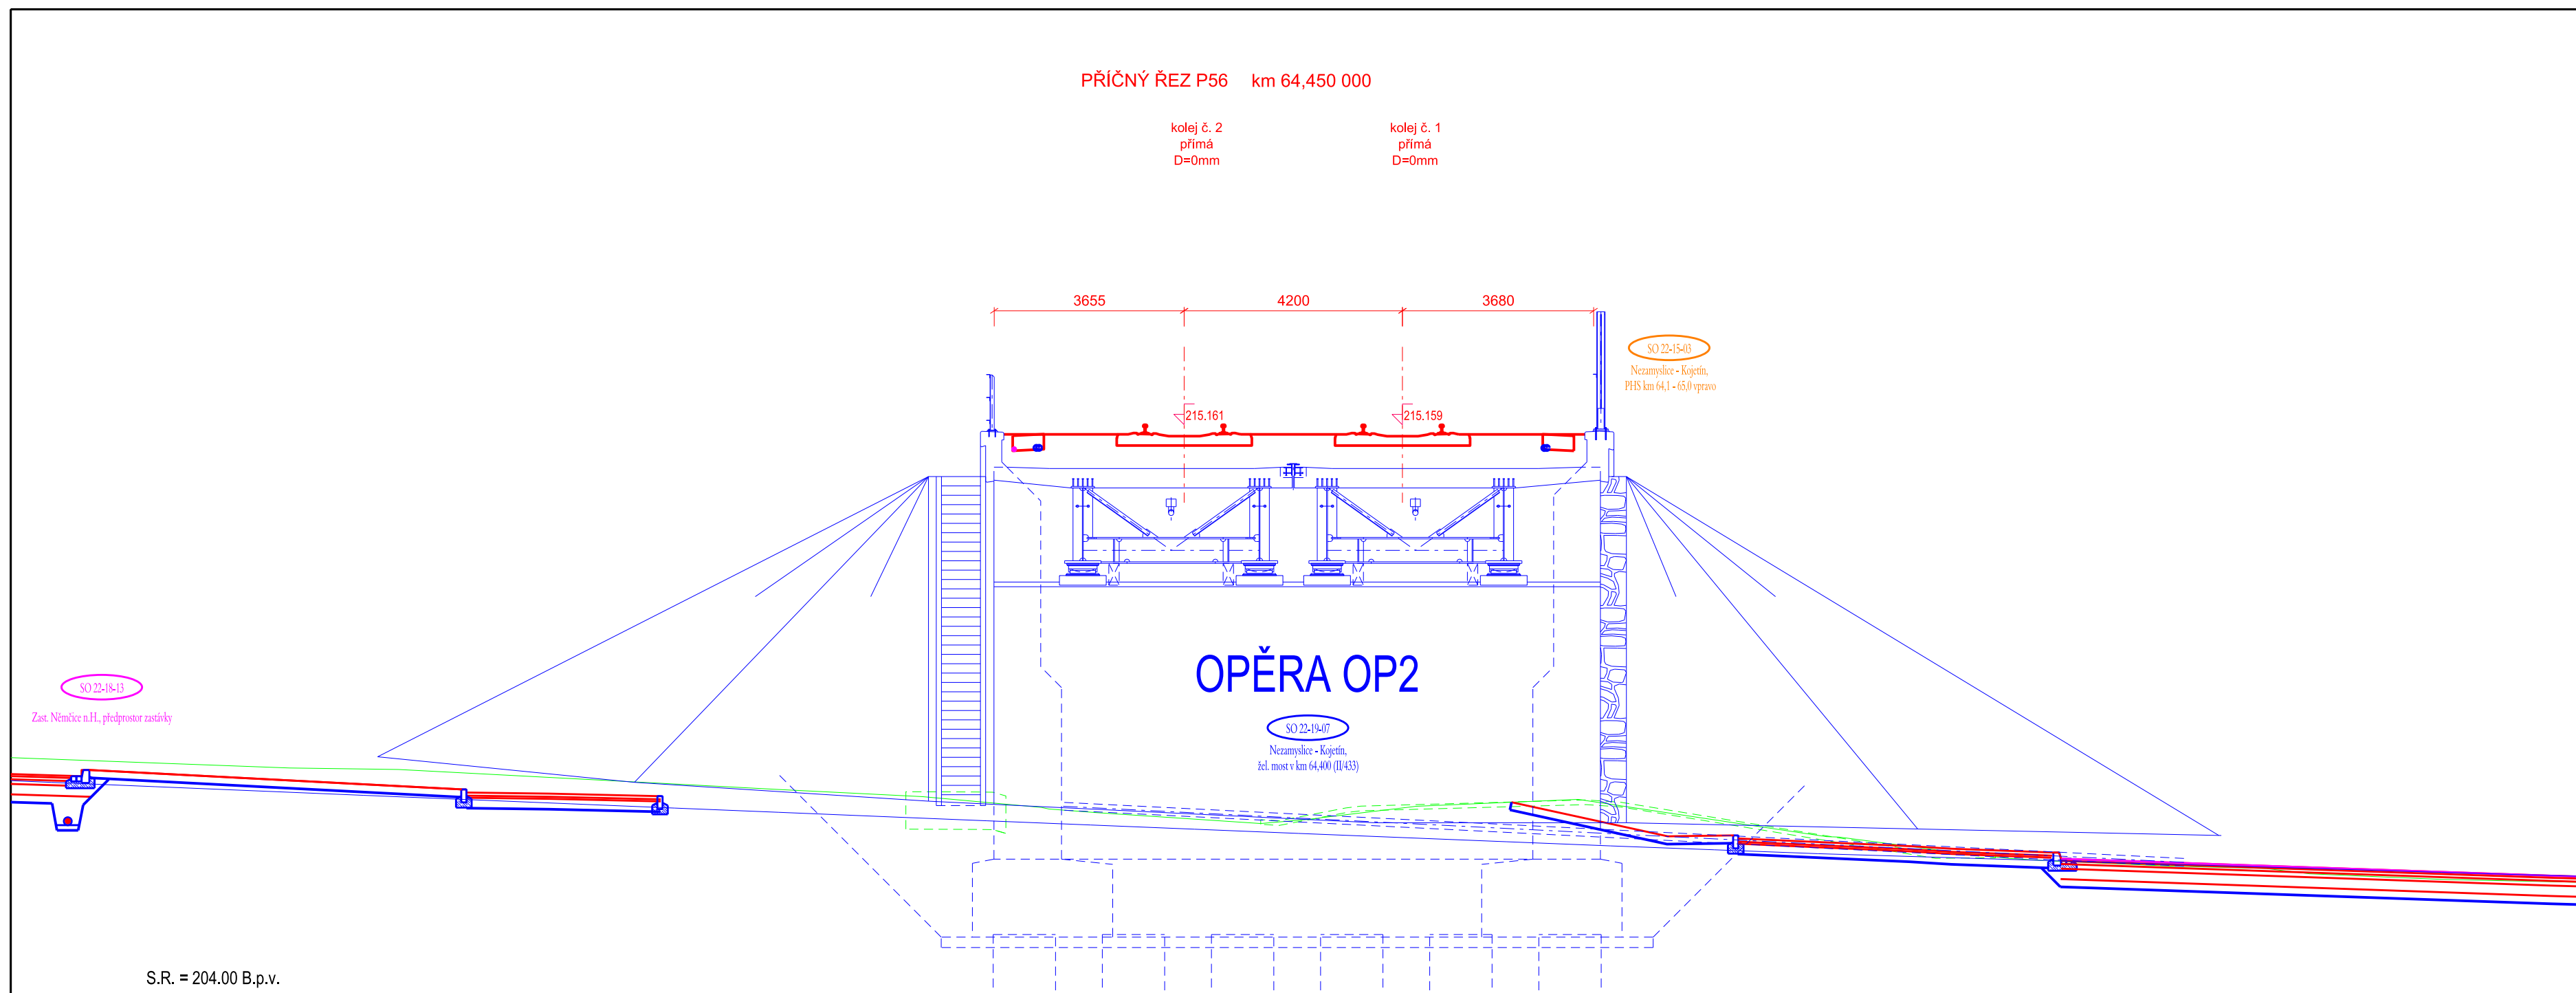 PŘÍČNÝ ŘEZ P56 km 64,450 000
kolej č. 2
přímá
D=0mm
kolej č. 1
přímá
D=0mm
3655
4200
3680
SO 22-15-03
Nezamyslice - Kojetín,
PHS km 64,1 - 65,0 vpravo
215.161
215.159
OPĚRA OP2
SO 22-18-13
Zast. Němčice n.H., předprostor zastávky
SO 22-19-07
Nezamyslice - Kojetín,
žel. most v km 64,400 (II/433)
S.R. = 204.00 B.p.v.